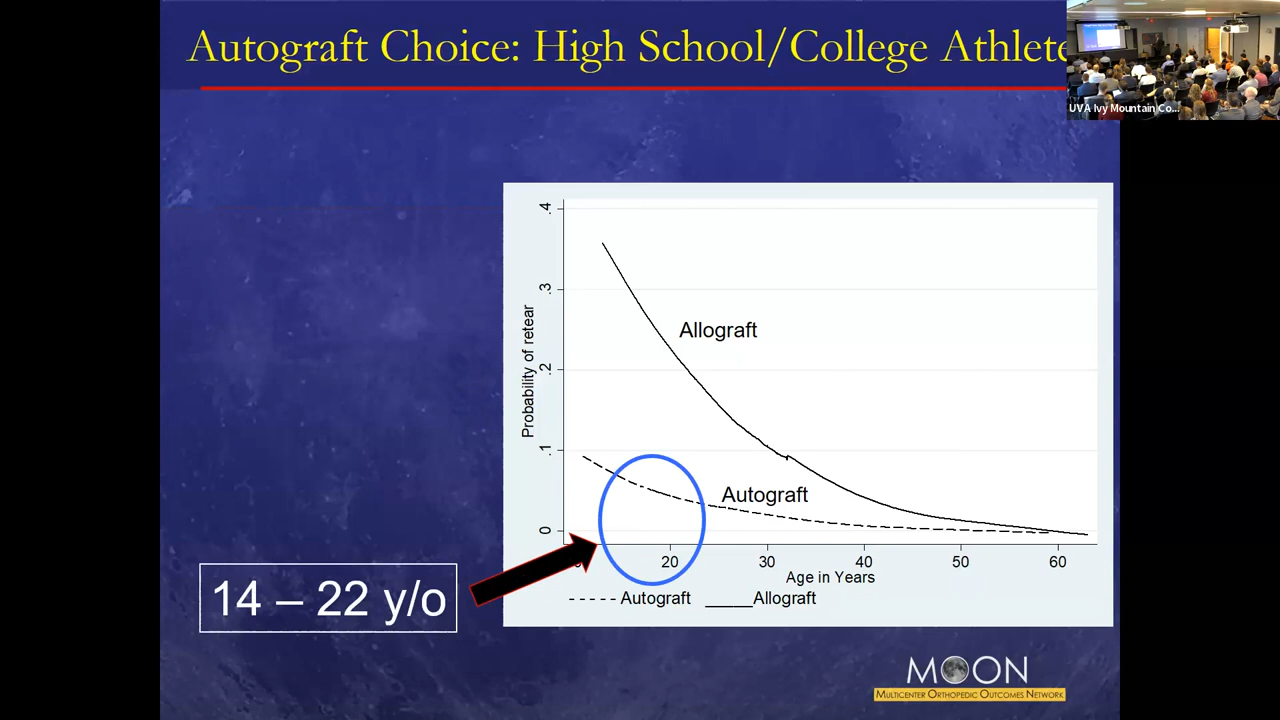 Autograft Choice: High School/College Athlete
UVA Ivy Mountain Co...
.4
.3
.2
.1
0
Probability of retear
Allograft
Autograft
20
30
40
50
60
Age in Years
Autograft
Allograft
14 – 22 y/o
MOON
MULTICENTER ORTHOPEDIC OUTCOMES NETWORK